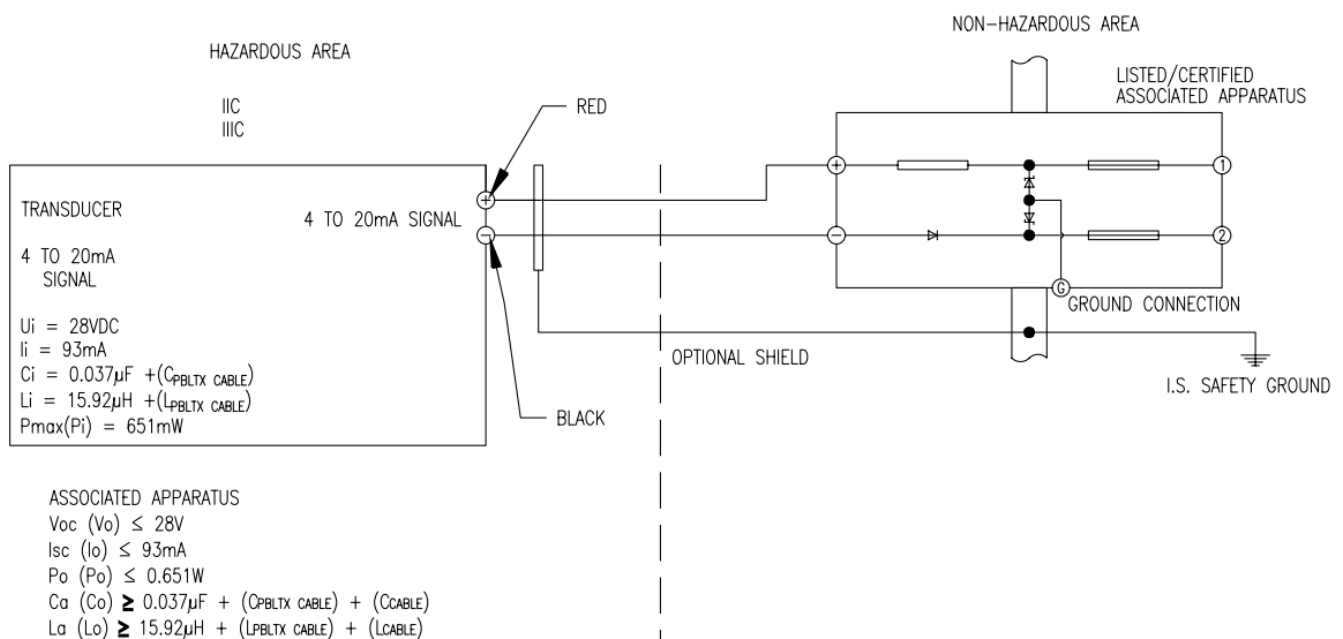 HAZARDOUS AREA
IIC
IIIC
RED
TRANSDUCER
4 TO 20mA
SIGNAL
4 TO 20mA SIGNAL
+
-
Ui = 28VDC
Ii = 93mA
Ci = 0.037µF +(CPBLTX CABLE)
Li = 15.92µH +(LPBLTX CABLE)
Pmax(Pi) = 651mW
BLACK
NON-HAZARDOUS AREA
LISTED/CERTIFIED
ASSOCIATED APPARATUS
+
1
-
2
G
GROUND CONNECTION
OPTIONAL SHIELD
I.S. SAFETY GROUND
ASSOCIATED APPARATUS
Voc (Vo) ≤ 28V
Isc (Io) ≤ 93mA
Po (Po) ≤ 0.651W
Ca (Co) ≥ 0.037µF + (CPBLTX CABLE) + (CCABLE)
La (Lo) ≥ 15.92µH + (LPBLTX CABLE) + (LCABLE)